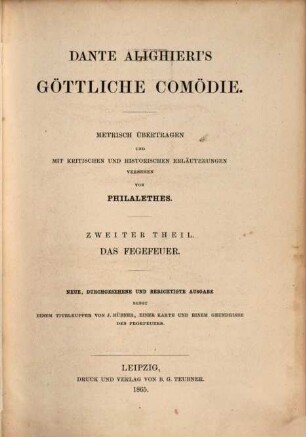 DANTE ALIGHIERI'S
GÖTTLICHE COMÖDIE.
METRISCH ÜBERTRAGEN
UND
MIT KRITISCHEN UND HISTORISCHEN ERLÄUTERUNGEN
VERSEHEN
VON
PHILALETHES.
ZWEITER THEIL.
DAS FEGEFEUER.
NEUE, DURCHGESEHENE UND BERICHTIGTE AUSGABE
NEBST
EINEM TITELKUPFER VON J. HÜBNER, EINER KARTE UND EINEM GRUNDRISSE
DES FEGEFEUERS.
LEIPZIG,
DRUCK UND VERLAG VON B. G. TEUBNER.
1865.